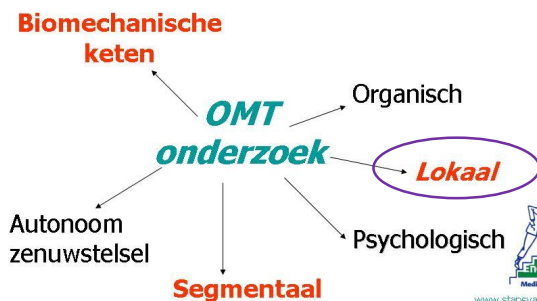 Biomechanische
keten
OMT
onderzoek
Organisch
Lokaal
Autonoom
zenuwstelsel
Psychologisch
Segmentaal